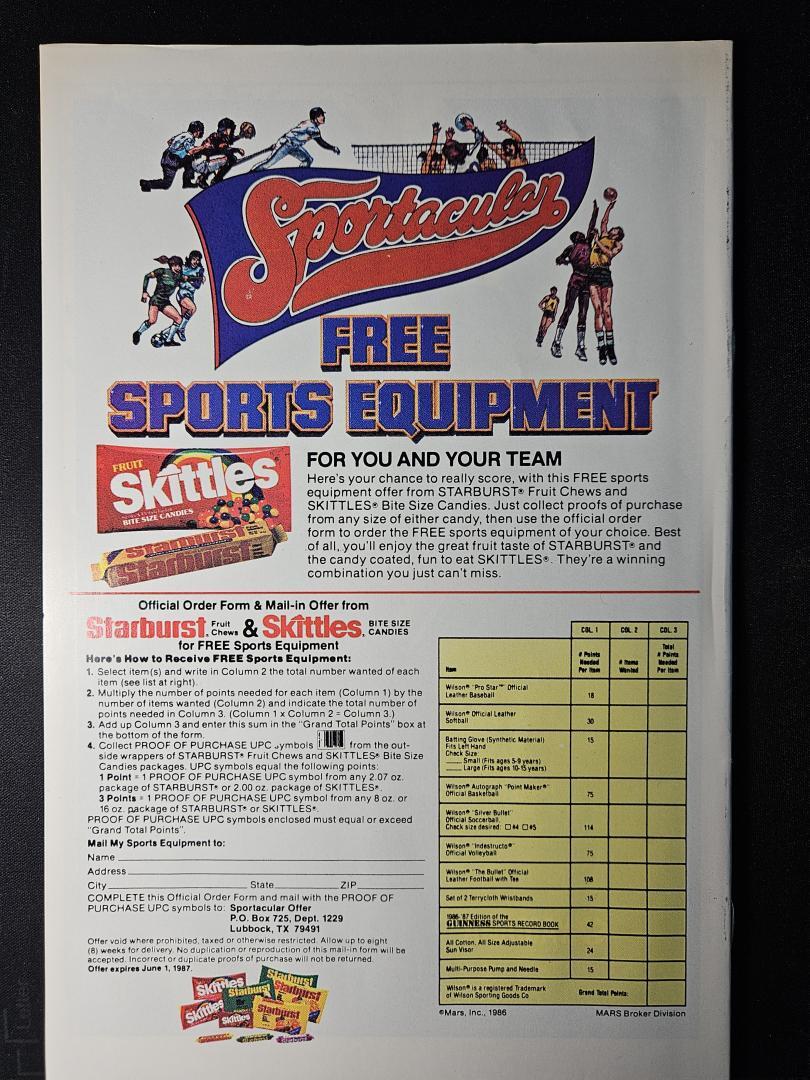 Sportacular
FREE
SPORTS EQUIPMENT
FRUIT
Skittles
BITE SIZE CANDIES
Starburst
Starburst
FOR YOU AND YOUR TEAM
Here's your chance to really score, with this FREE sports
equipment offer from STARBURST® Fruit Chews and
SKITTLES® Bite Size Candies. Just collect proofs of purchase
from any size of either candy, then use the official order
form to order the FREE sports equipment of your choice. Best
of all, you'll enjoy the great fruit taste of STARBURST® and
the candy coated, fun to eat SKITTLES®. They're a winning
combination you just can't miss.
Official Order Form & Mail-in Offer from
Starburst® Fruit Chews & Skittles® BITE SIZE CANDIES
for FREE Sports Equipment
Here's How to Receive FREE Sports Equipment:
1. Select item(s) and write in Column 2 the total number wanted of each
item (see list at right).
2. Multiply the number of points needed for each item (Column 1) by the
number of items wanted (Column 2) and indicate the total number of
points needed in Column 3. (Column 1 x Column 2 = Column 3.)
3. Add up Column 3 and enter this sum in the "Grand Total Points" box at
the bottom of the form.
4. Collect PROOF OF PURCHASE UPC symbols from the out-
side wrappers of STARBURST® Fruit Chews and SKITTLES® Bite Size
Candies packages. UPC symbols equal the following points:
1 Point = 1 PROOF OF PURCHASE UPC symbol from any 2.07 oz.
package of STARBURST® or 2.00 oz. package of SKITTLES®.
3 Points = 1 PROOF OF PURCHASE UPC symbol from any 8 oz. or
16 oz. package of STARBURST® or SKITTLES®.
PROOF OF PURCHASE UPC symbols enclosed must equal or exceed
"Grand Total Points".
Mail My Sports Equipment to:
Name
Address
City State ZIP
COMPLETE this Official Order Form and mail with the PROOF OF
PURCHASE UPC symbols to: Sportacular Offer
P.O. Box 725, Dept. 1229
Lubbock, TX 79491
Offer void where prohibited, taxed or otherwise restricted. Allow up to eight
(8) weeks for delivery. No duplication or reproduction of this mail-in form will be
accepted. Incorrect or duplicate proofs of purchase will not be returned.
Offer expires June 1, 1987.
Skittles
Starburst
Starburst
Starburst
Skittles
Skittles
Starburst
COL. 1 COL. 2 COL. 3
Item # Points Needed Per Item # Items Wanted Total # Points Needed Per Item
Wilson® "Pro Star™" Official
Leather Baseball 18
Wilson® Official Leather
Softball 30
Batting Glove (Synthetic Material) 15
Fits Left Hand
Check Size:
Small (Fits ages 5-9 years)
Large (Fits ages 10-15 years)
Wilson® Autograph "Point Maker®"
Official Basketball 75
Wilson® "Silver Bullet"
Official Soccerball.
Check size desired: #4 #5 114
Wilson® "Indestructo®"
Official Volleyball 75
Wilson® "The Bullet" Official
Leather Football with Tee 108
Set of 2 Terrycloth Wristbands 15
1986-'87 Edition of the
GUINNESS SPORTS RECORD BOOK 42
All Cotton, All Size Adjustable
Sun Visor 24
Multi-Purpose Pump and Needle 15
Wilson® is a registered Trademark
of Wilson Sporting Goods Co Grand Total Points:
©Mars, Inc., 1986 MARS Broker Division